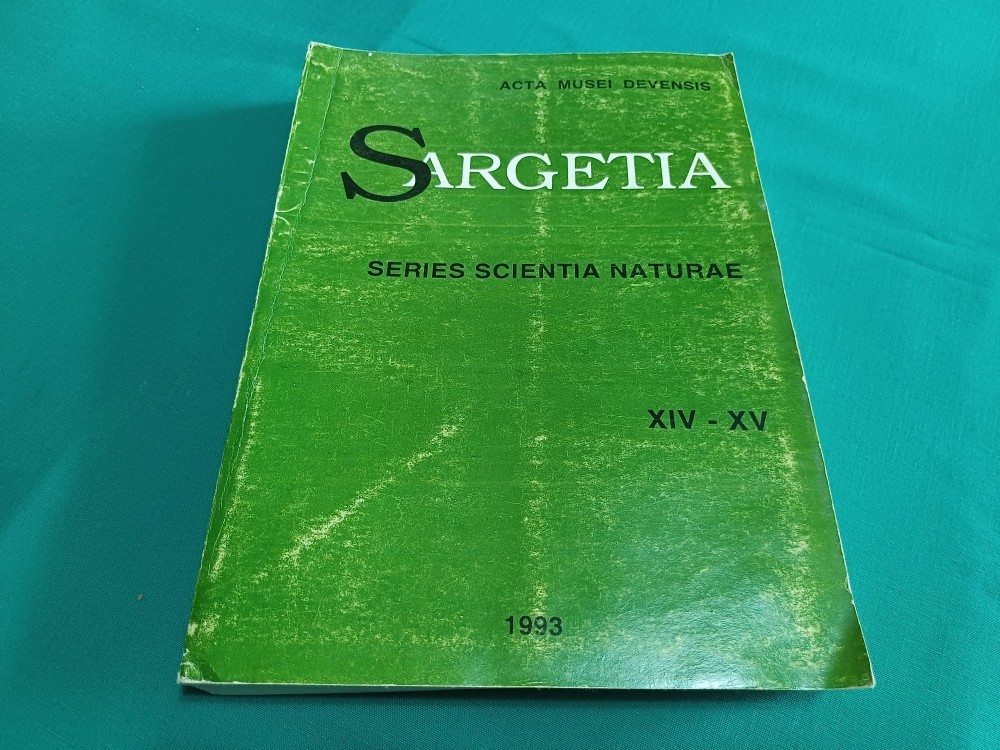 ACTA MUSEI DEVENSIS
SARGETIA
SERIES SCIENTIA NATURAE
XIV - XV
1993